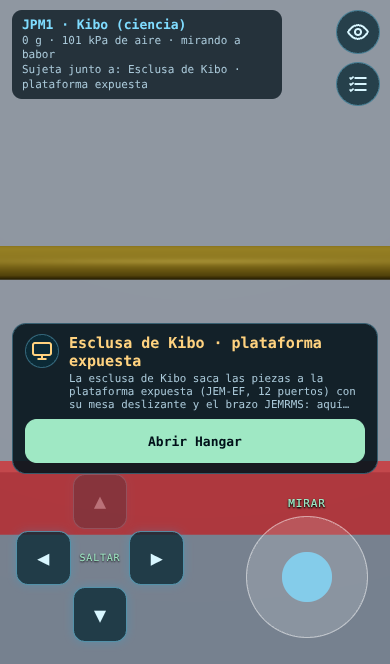 JPM1 · Kibo (ciencia)
0 g · 101 kPa de aire · mirando a
babor
Sujeta junto a: Esclusa de Kibo ·
plataforma expuesta
Esclusa de Kibo · plataforma
expuesta
La esclusa de Kibo saca las piezas a la
plataforma expuesta (JEM-EF, 12 puertos) con
su mesa deslizante y el brazo JEMRMS: aquí…
Abrir Hangar
MIRAR
SALTAR